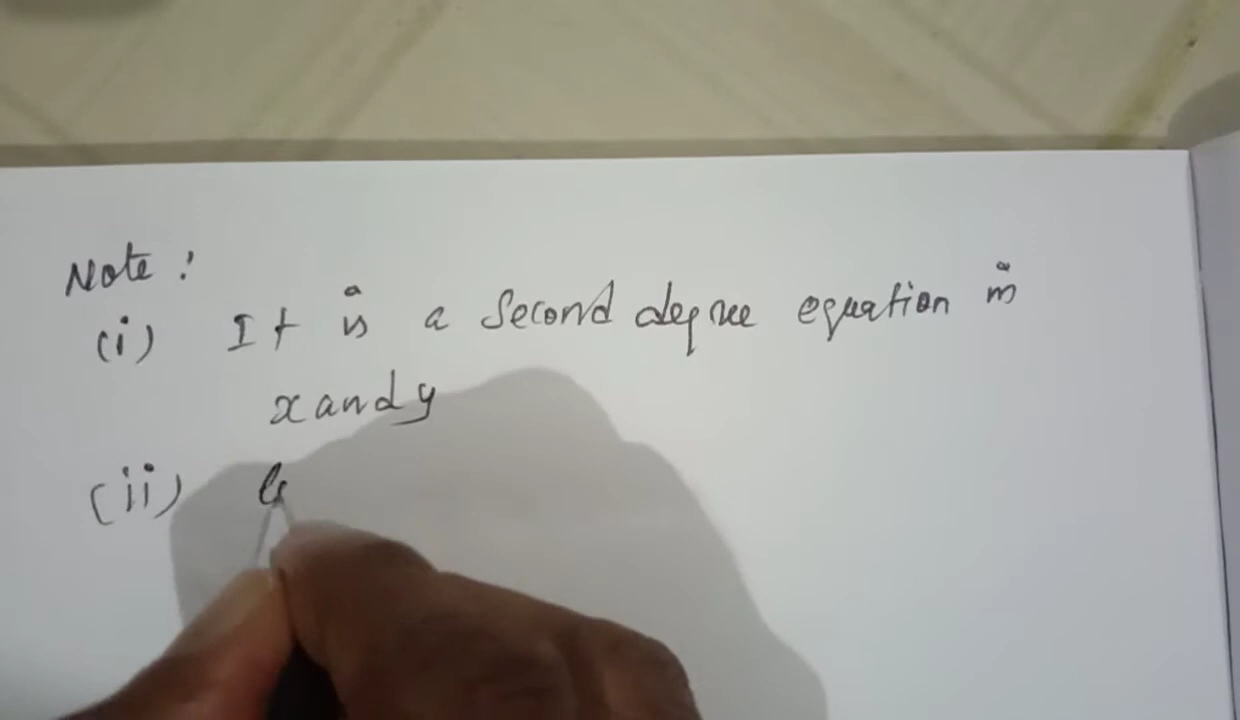 Note :
(i) It is a second degree equation in
x and y
(ii)